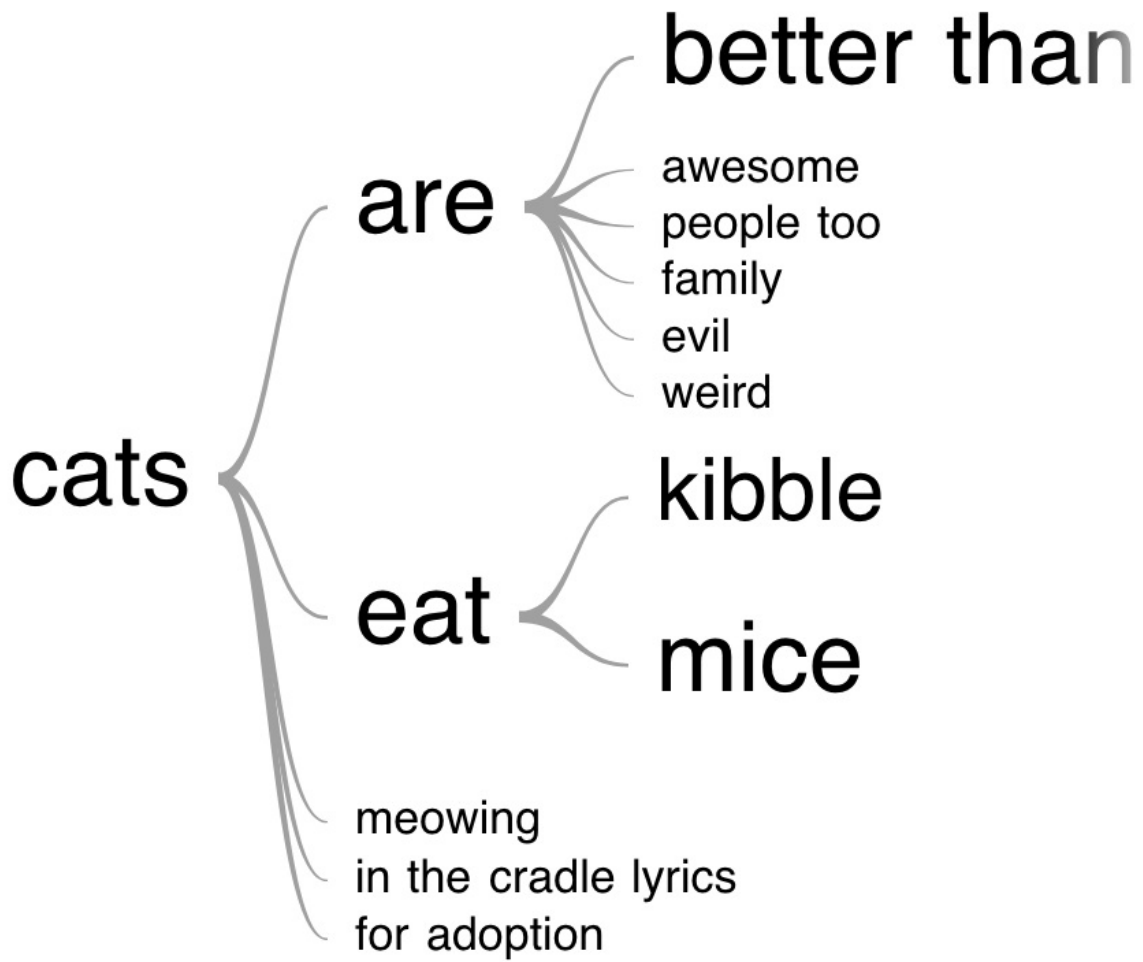 better than
awesome
are
people too
family
evil
weird
cats
kibble
eat
mice
meowing
in the cradle lyrics
for adoption